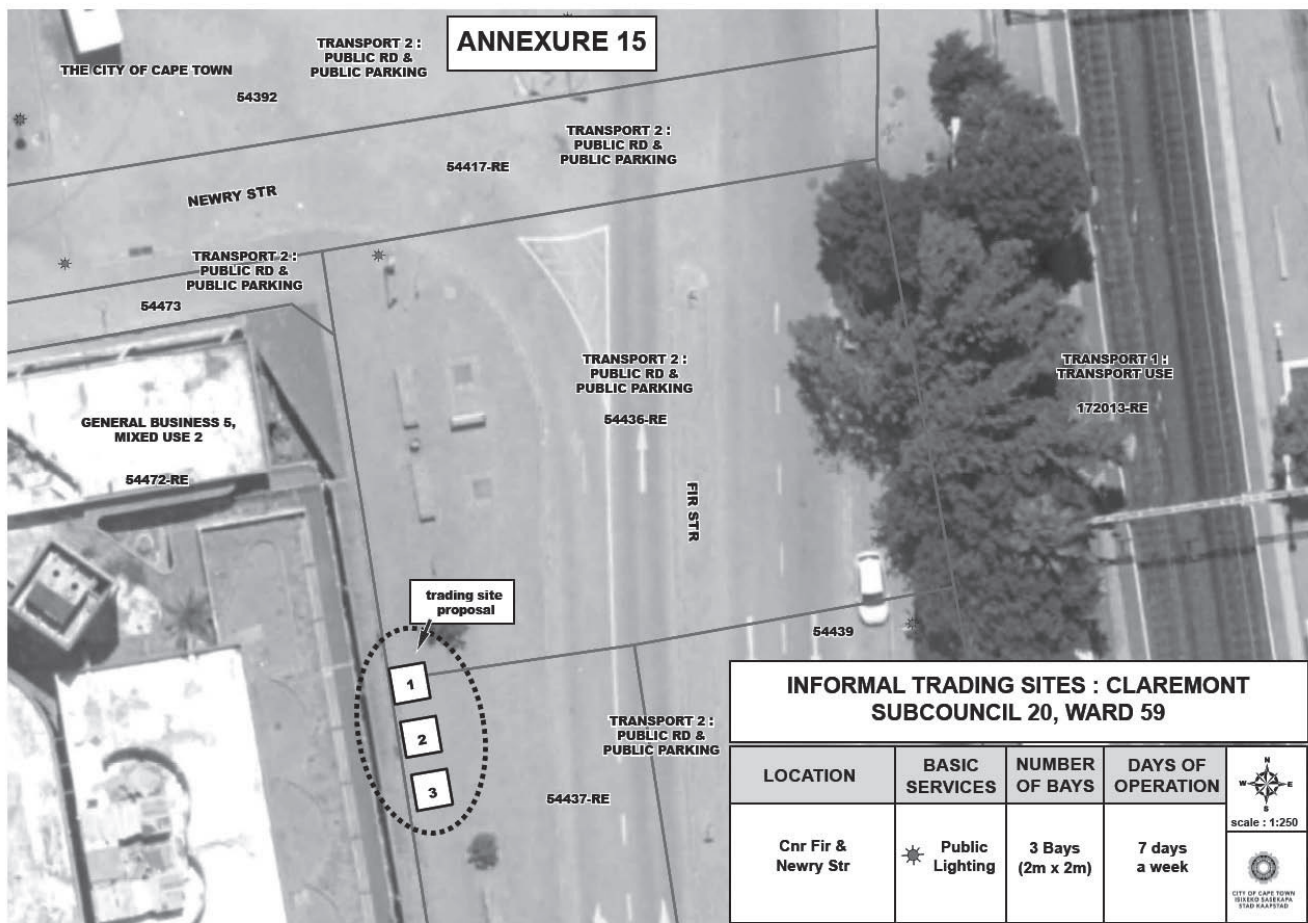 ANNEXURE 15
TRANSPORT 2 :
PUBLIC RD &
PUBLIC PARKING
THE CITY OF CAPE TOWN
54392
TRANSPORT 2 :
PUBLIC RD &
PUBLIC PARKING
54417-RE
NEWRY STR
TRANSPORT 2 :
PUBLIC RD &
PUBLIC PARKING
54473
TRANSPORT 2 :
PUBLIC RD &
PUBLIC PARKING
54436-RE
TRANSPORT 1 :
TRANSPORT USE
172013-RE
GENERAL BUSINESS 5,
MIXED USE 2
54472-RE
FIR STR
trading site
proposal
1
2
3
54439
TRANSPORT 2 :
PUBLIC RD &
PUBLIC PARKING
54437-RE
INFORMAL TRADING SITES : CLAREMONT
SUBCOUNCIL 20, WARD 59
LOCATION
BASIC
SERVICES
NUMBER
OF BAYS
DAYS OF
OPERATION
N
W E
S
scale : 1:250
Cnr Fir &
Newry Str
Public
Lighting
3 Bays
(2m x 2m)
7 days
a week
CITY OF CAPE TOWN
ISIXEKO SASEKAPA
STAD KAAPSTAD